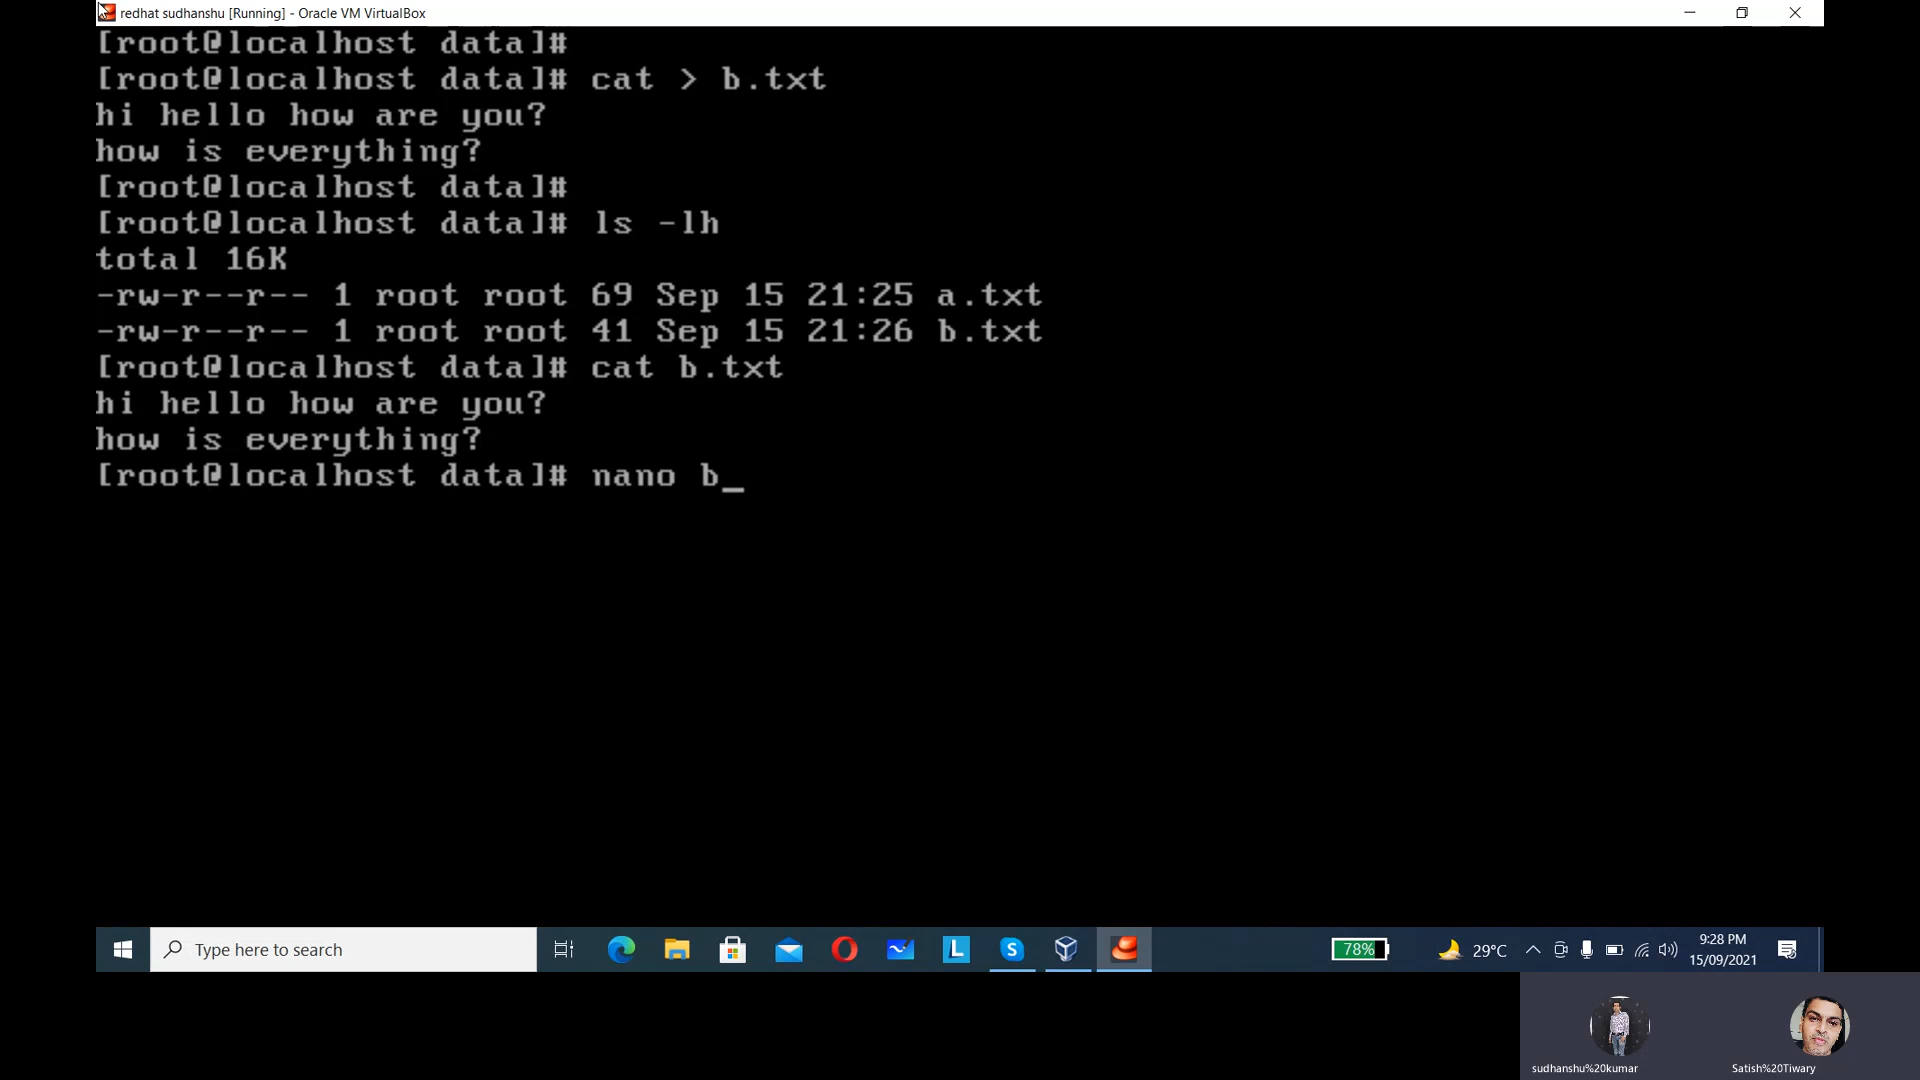 redhat sudhanshu [Running] - Oracle VM VirtualBox
[root@localhost data]#
[root@localhost data]# cat > b.txt
hi hello how are you?
how is everything?
[root@localhost data]#
[root@localhost data]# ls -lh
total 16K
-rw-r--r-- 1 root root 69 Sep 15 21:25 a.txt
-rw-r--r-- 1 root root 41 Sep 15 21:26 b.txt
[root@localhost data]# cat b.txt
hi hello how are you?
how is everything?
[root@localhost data]# nano b_
Type here to search
L
S
78%
29°C
9:28 PM
15/09/2021
sudhanshu%20kumar
Satish%20Tiwary